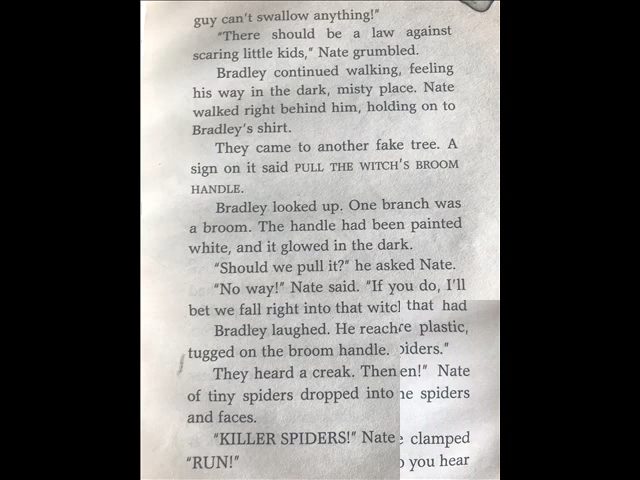 guy can't swallow anything!"
"There should be a law against
scaring little kids," Nate grumbled.
Bradley continued walking, feeling
his way in the dark, misty place. Nate
walked right behind him, holding on to
Bradley's shirt.
They came to another fake tree. A
sign on it said PULL THE WITCH'S BROOM
HANDLE.
Bradley looked up. One branch was
a broom. The handle had been painted
white, and it glowed in the dark.
"Should we pull it?" he asked Nate.
"No way!" Nate said. "If you do, I'll
bet we fall right into that that had
Bradley laughed. He plastic,
tugged on the broom handle.
They heard a creak. Then Nate
of tiny spiders dropped into spiders
and faces.
"KILLER SPIDERS!" Nate clamped
"RUN!" you hear